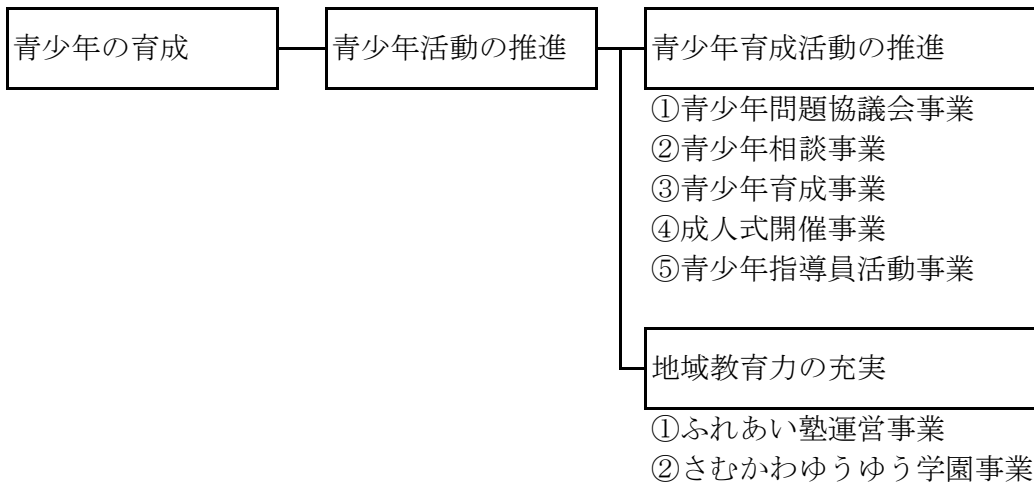 青少年の育成
青少年活動の推進
青少年育成活動の推進
①青少年問題協議会事業
②青少年相談事業
③青少年育成事業
④成人式開催事業
⑤青少年指導員活動事業
地域教育力の充実
①ふれあい塾運営事業
②さむかわゆうゆう学園事業